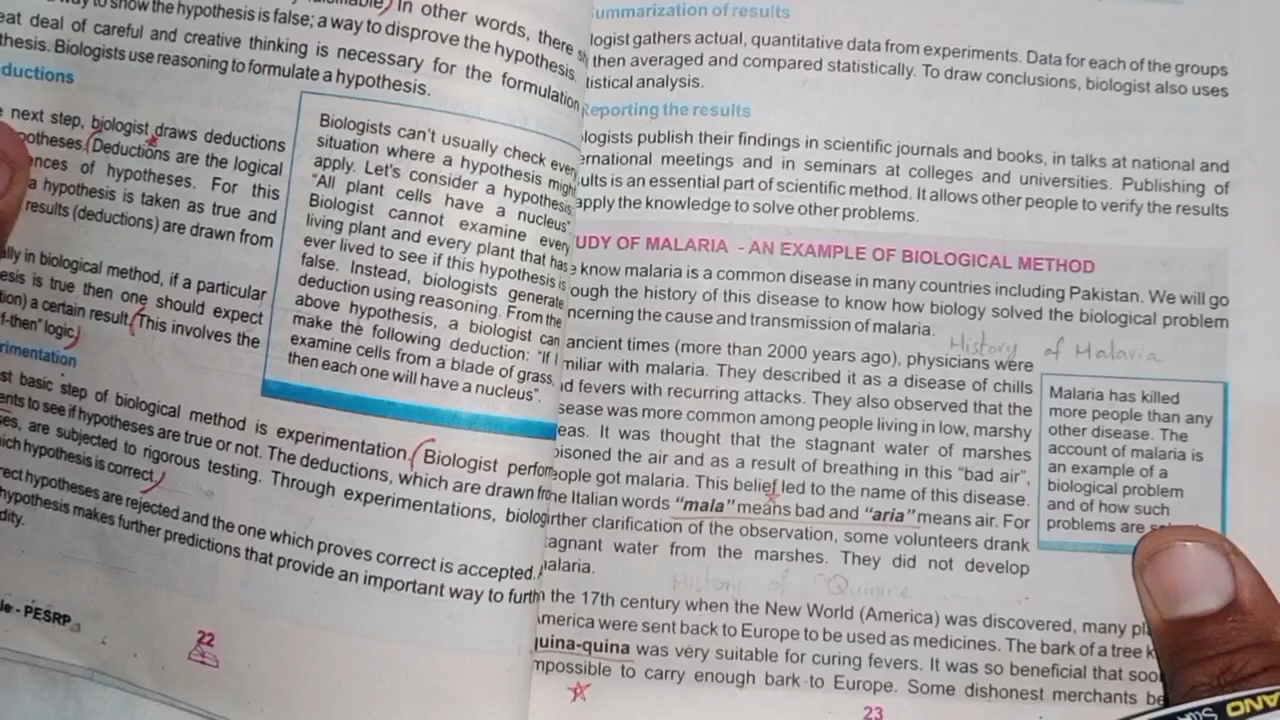 to show the hypothesis is false; a way to disprove the hypothesis.
In other words, there
eat deal of careful and creative thinking is necessary for the formulation
thesis. Biologists use reasoning to formulate a hypothesis.
ductions
next step, biologist draws deductions
potheses. (Deductions are the logical
ences of hypotheses. For this
a hypothesis is taken as true and
results (deductions) are drawn from
ally in biological method, if a particular
esis is true then one should expect
tion) a certain result. (This involves the
f-then" logic)
rimentation
Biologists can't usually check every
situation where a hypothesis might
apply. Let's consider a hypothesis:
"All plant cells have a nucleus".
Biologist cannot examine every
living plant and every plant that has
ever lived to see if this hypothesis is
false. Instead, biologists generate
deduction using reasoning. From the
above hypothesis, a biologist can
make the following deduction: "If I
examine cells from a blade of grass,
then each one will have a nucleus".
st basic step of biological method is experimentation. (Biologist perform
ents to see if hypotheses are true or not. The deductions, which are drawn fr
ses, are subjected to rigorous testing. Through experimentations, biolog
ich hypothesis is correct.)
rect hypotheses are rejected and the one which proves correct is accepted. A
hypothesis makes further predictions that provide an important way to furth
dity.
le - PESRP
22
ummarization of results
logist gathers actual, quantitative data from experiments. Data for each of the groups
then averaged and compared statistically. To draw conclusions, biologist also uses
tistical analysis.
Reporting the results
logists publish their findings in scientific journals and books, in talks at national and
ernational meetings and in seminars at colleges and universities. Publishing of
ults is an essential part of scientific method. It allows other people to verify the results
apply the knowledge to solve other problems.
UDY OF MALARIA - AN EXAMPLE OF BIOLOGICAL METHOD
e know malaria is a common disease in many countries including Pakistan. We will go
ough the history of this disease to know how biology solved the biological problem
ncerning the cause and transmission of malaria.
History of Malaria
ancient times (more than 2000 years ago), physicians were
miliar with malaria. They described it as a disease of chills
d fevers with recurring attacks. They also observed that the
sease was more common among people living in low, marshy
eas. It was thought that the stagnant water of marshes
oisoned the air and as a result of breathing in this "bad air",
ople got malaria. This belief led to the name of this disease.
he Italian words "mala" means bad and "aria" means air. For
rther clarification of the observation, some volunteers drank
tagnant water from the marshes. They did not develop
malaria.
Malaria has killed
more people than any
other disease. The
account of malaria is
an example of a
biological problem
and of how such
problems are
History of Quinine
n the 17th century when the New World (America) was discovered, many pl
America were sent back to Europe to be used as medicines. The bark of a tree k
quina-quina was very suitable for curing fevers. It was so beneficial that soo
mpossible to carry enough bark to Europe. Some dishonest merchants be
23